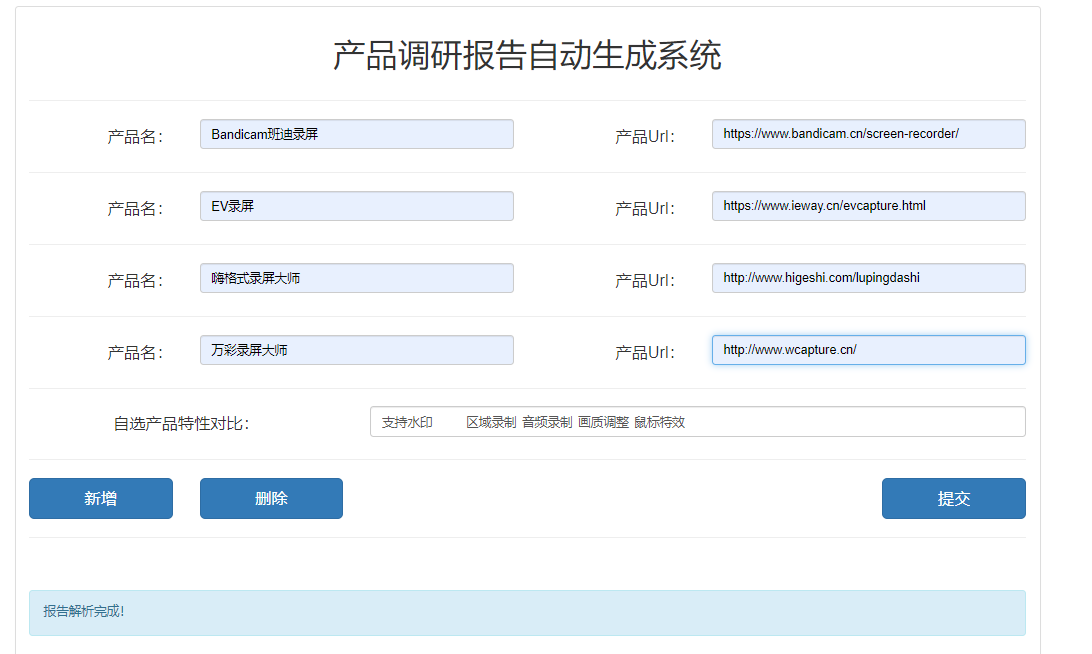 产品调研报告自动生成系统
产品名： Bandicam班迪录屏 产品Url： https://www.bandicam.cn/screen-recorder/
产品名： EV录屏 产品Url： https://www.ieway.cn/evcapture.html
产品名： 嗨格式录屏大师 产品Url： http://www.higeshi.com/lupingdashi
产品名： 万彩录屏大师 产品Url： http://www.wcapture.cn/
自选产品特性对比： 支持水印 区域录制 音频录制 画质调整 鼠标特效
新增 删除 提交
报告解析完成!